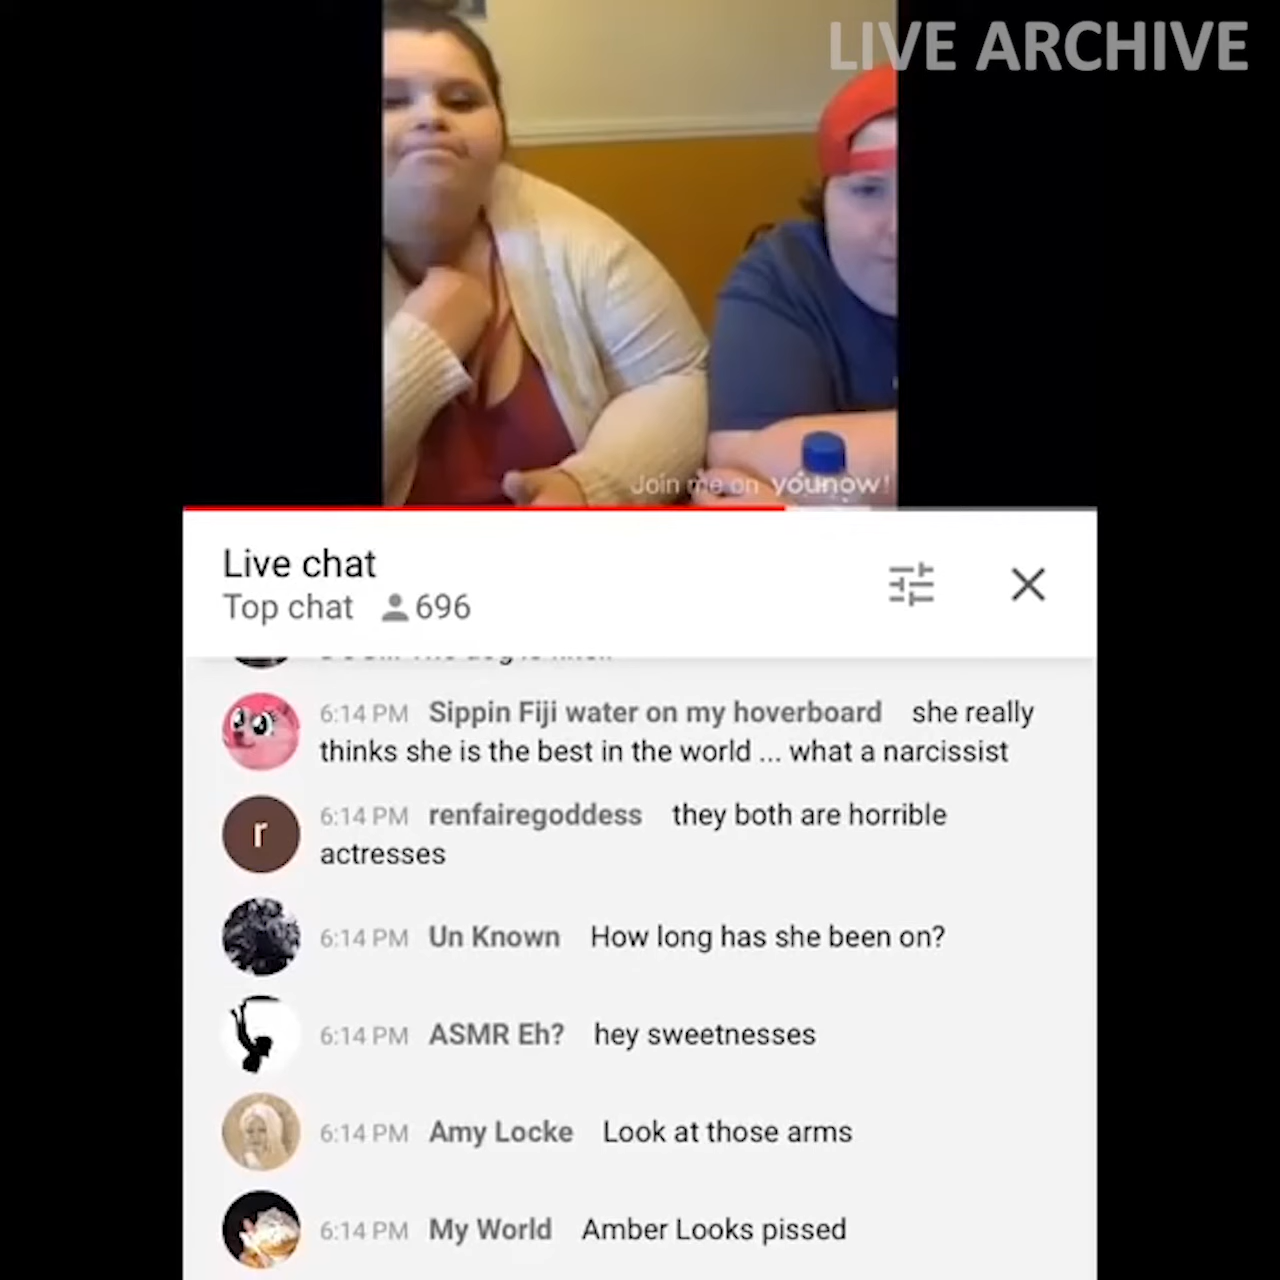 LIVE ARCHIVE
Join me on younow!
Live chat
Top chat 696
6:14 PM Sippin Fiji water on my hoverboard she really
thinks she is the best in the world ... what a narcissist
r
6:14 PM renfairegoddess they both are horrible
actresses
6:14 PM Un Known How long has she been on?
6:14 PM ASMR Eh? hey sweetnesses
6:14 PM Amy Locke Look at those arms
6:14 PM My World Amber Looks pissed